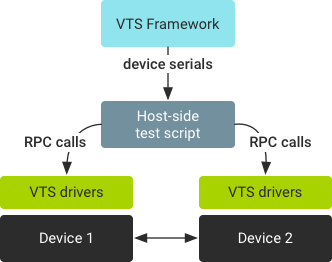 VTS Framework
device serials
Host-side
test script
RPC calls
RPC calls
VTS drivers
VTS drivers
Device 1
Device 2